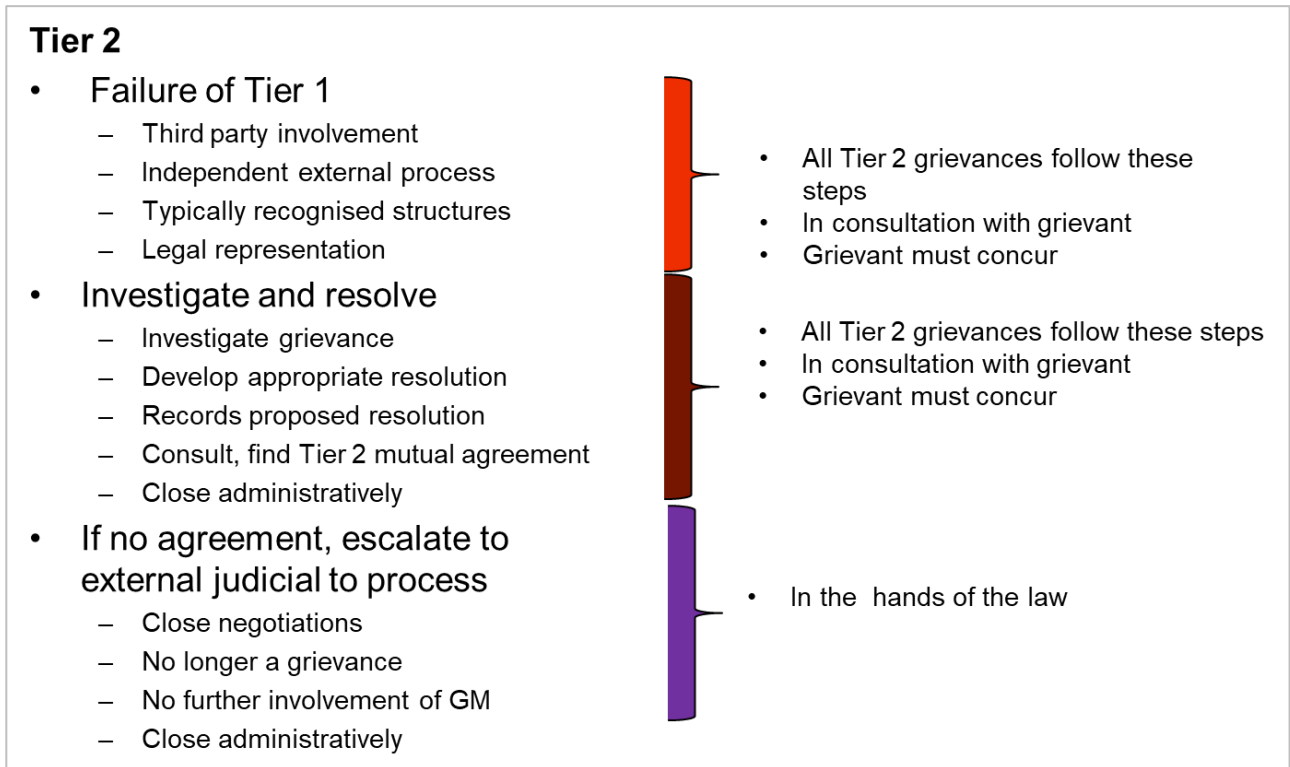 Tier 2
• Failure of Tier 1
– Third party involvement
– Independent external process
– Typically recognised structures
– Legal representation
• All Tier 2 grievances follow these
steps
• In consultation with grievant
• Grievant must concur
• Investigate and resolve
– Investigate grievance
– Develop appropriate resolution
– Records proposed resolution
– Consult, find Tier 2 mutual agreement
– Close administratively
• All Tier 2 grievances follow these steps
• In consultation with grievant
• Grievant must concur
• If no agreement, escalate to
external judicial to process
– Close negotiations
– No longer a grievance
– No further involvement of GM
– Close administratively
• In the hands of the law